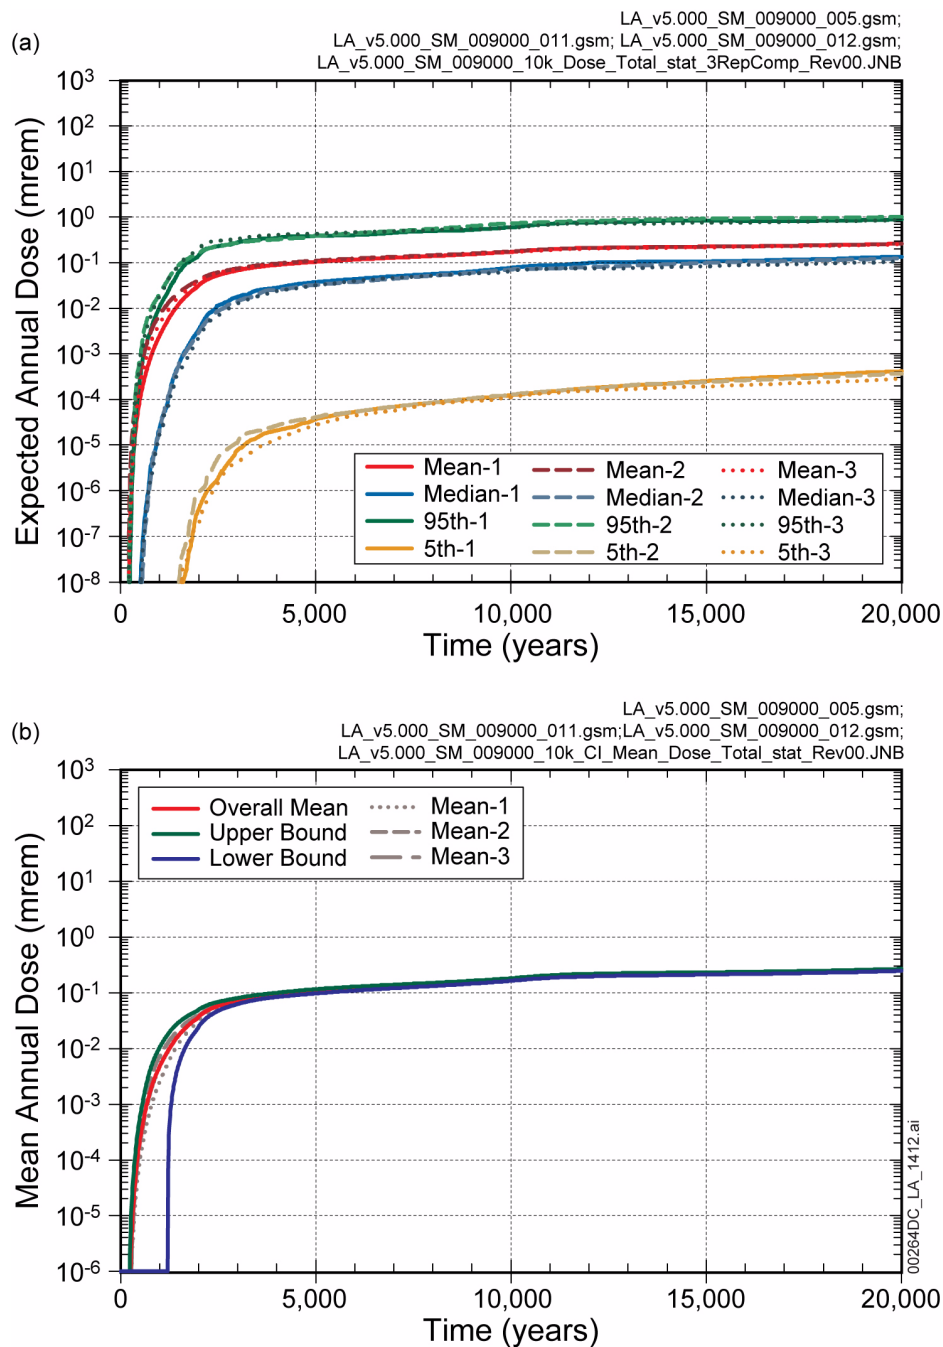 (a)
LA_v5.000_SM_009000_005.gsm;
LA_v5.000_SM_009000_011.gsm; LA_v5.000_SM_009000_012.gsm;
LA_v5.000_SM_009000_10k_Dose_Total_stat_3RepComp_Rev00.JNB
Expected Annual Dose (mrem)
10³
10²
10¹
10⁰
10⁻¹
10⁻²
10⁻³
10⁻⁴
10⁻⁵
10⁻⁶
10⁻⁷
10⁻⁸
Mean-1 Mean-2 Mean-3
Median-1 Median-2 Median-3
95th-1 95th-2 95th-3
5th-1 5th-2 5th-3
0 5,000 10,000 15,000 20,000
Time (years)
(b)
LA_v5.000_SM_009000_005.gsm;
LA_v5.000_SM_009000_011.gsm;LA_v5.000_SM_009000_012.gsm;
LA_v5.000_SM_009000_10k_CI_Mean_Dose_Total_stat_Rev00.JNB
Mean Annual Dose (mrem)
10³
10²
10¹
10⁰
10⁻¹
10⁻²
10⁻³
10⁻⁴
10⁻⁵
10⁻⁶
Overall Mean Mean-1
Upper Bound Mean-2
Lower Bound Mean-3
0 5,000 10,000 15,000 20,000
Time (years)
00264DC_LA_1412.ai